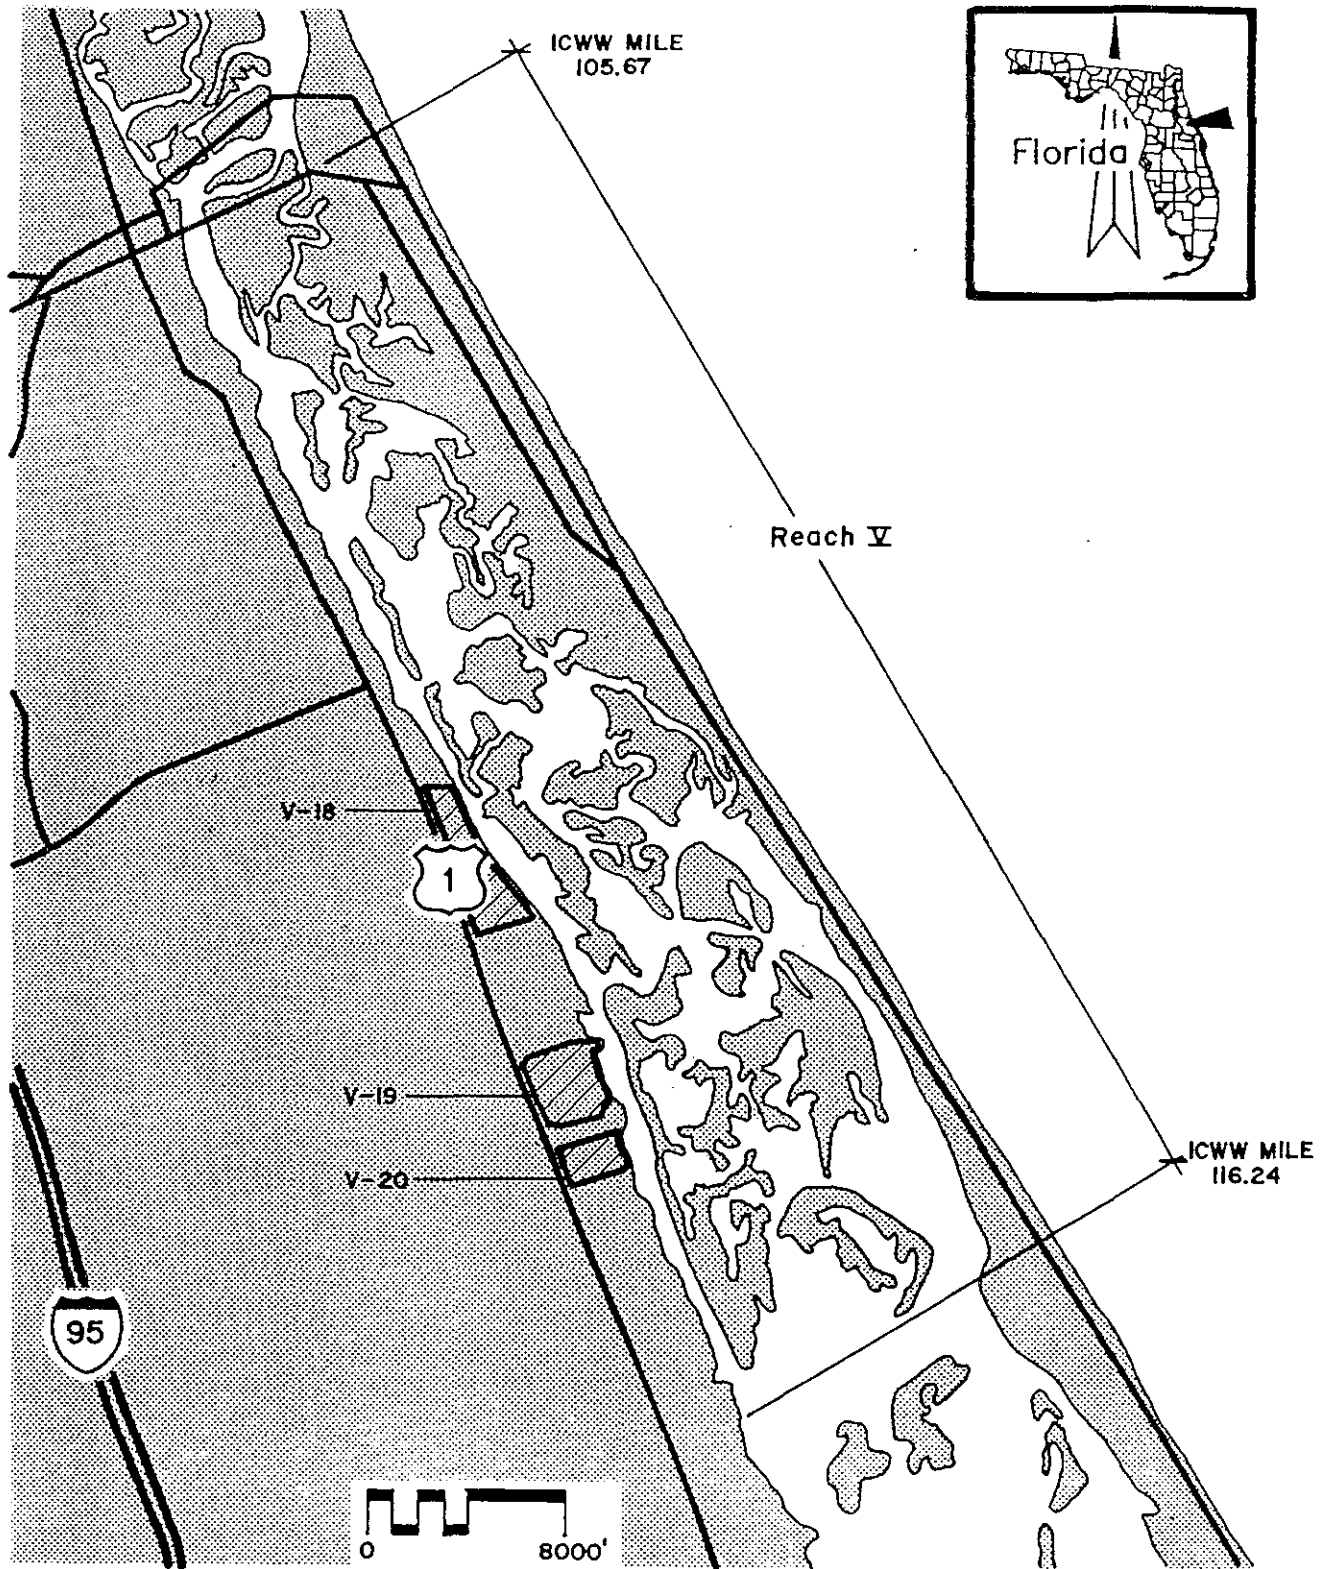 ICWW MILE
105.67
Florida
Reach V
V-18
1
V-19
V-20
ICWW MILE
116.24
95
0 8000'